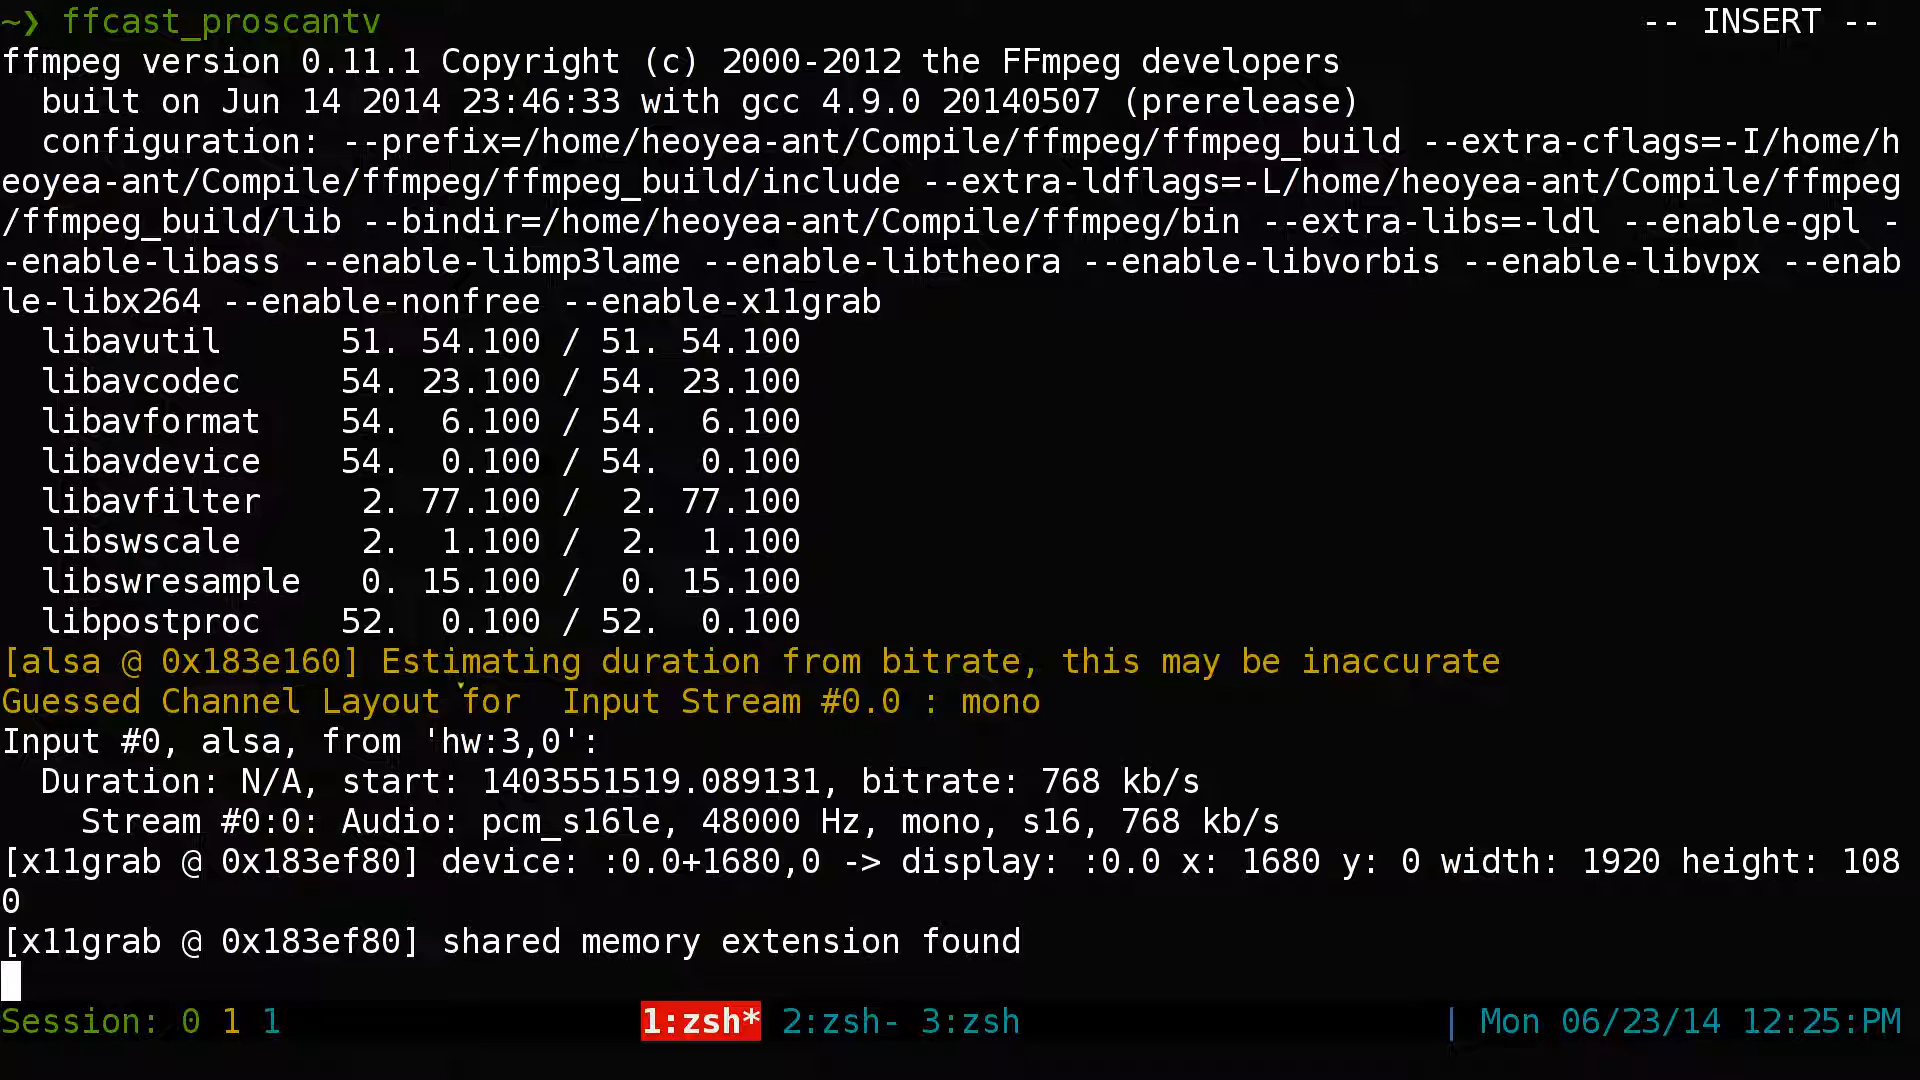 ~❯ ffcast_proscantv -- INSERT --
ffmpeg version 0.11.1 Copyright (c) 2000-2012 the FFmpeg developers
  built on Jun 14 2014 23:46:33 with gcc 4.9.0 20140507 (prerelease)
  configuration: --prefix=/home/heoyea-ant/Compile/ffmpeg/ffmpeg_build --extra-cflags=-I/home/h
eoyea-ant/Compile/ffmpeg/ffmpeg_build/include --extra-ldflags=-L/home/heoyea-ant/Compile/ffmpeg
/ffmpeg_build/lib --bindir=/home/heoyea-ant/Compile/ffmpeg/bin --extra-libs=-ldl --enable-gpl -
-enable-libass --enable-libmp3lame --enable-libtheora --enable-libvorbis --enable-libvpx --enab
le-libx264 --enable-nonfree --enable-x11grab
  libavutil      51. 54.100 / 51. 54.100
  libavcodec     54. 23.100 / 54. 23.100
  libavformat    54.  6.100 / 54.  6.100
  libavdevice    54.  0.100 / 54.  0.100
  libavfilter     2. 77.100 /  2. 77.100
  libswscale      2.  1.100 /  2.  1.100
  libswresample   0. 15.100 /  0. 15.100
  libpostproc    52.  0.100 / 52.  0.100
[alsa @ 0x183e160] Estimating duration from bitrate, this may be inaccurate
Guessed Channel Layout for  Input Stream #0.0 : mono
Input #0, alsa, from 'hw:3,0':
  Duration: N/A, start: 1403551519.089131, bitrate: 768 kb/s
    Stream #0:0: Audio: pcm_s16le, 48000 Hz, mono, s16, 768 kb/s
[x11grab @ 0x183ef80] device: :0.0+1680,0 -> display: :0.0 x: 1680 y: 0 width: 1920 height: 108
0
[x11grab @ 0x183ef80] shared memory extension found
Session: 0 1 1 1:zsh* 2:zsh- 3:zsh | Mon 06/23/14 12:25:PM